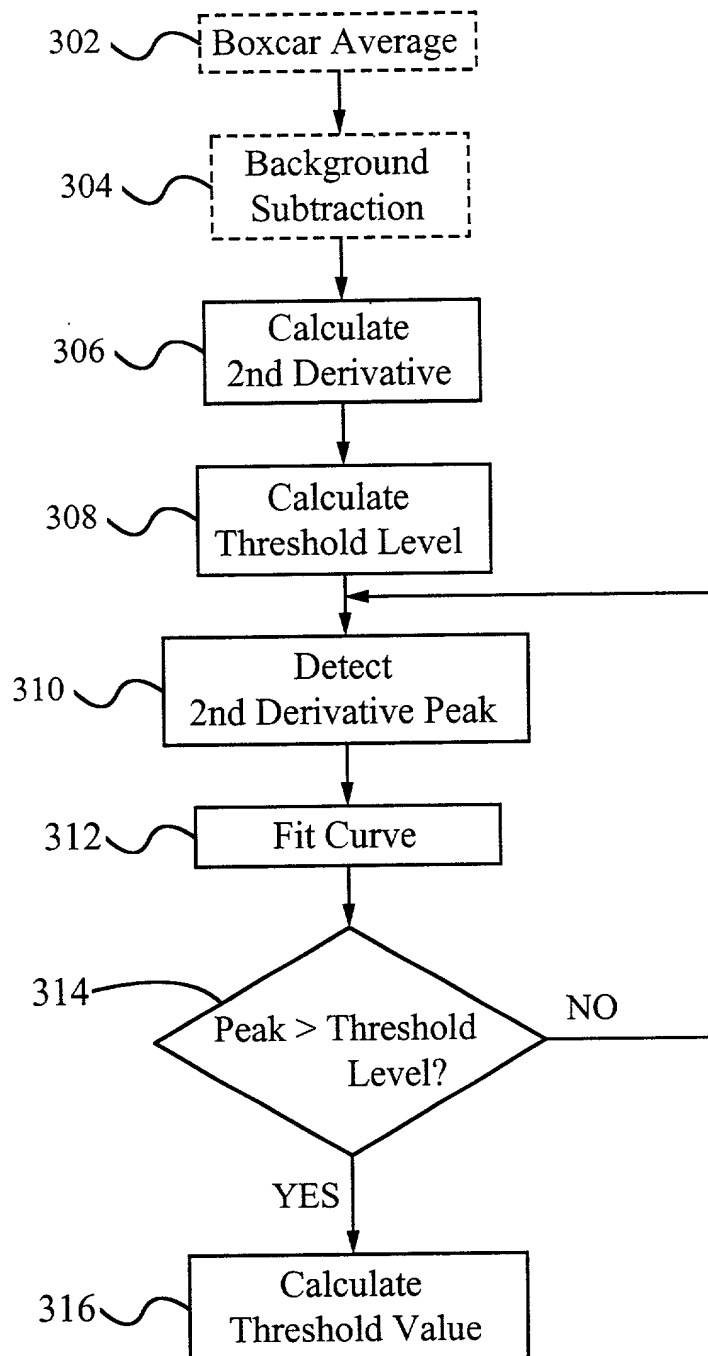 302
Boxcar Average
304
Background
Subtraction
306
Calculate
2nd Derivative
308
Calculate
Threshold Level
310
Detect
2nd Derivative Peak
312
Fit Curve
314
Peak > Threshold
Level?
NO
YES
316
Calculate
Threshold Value